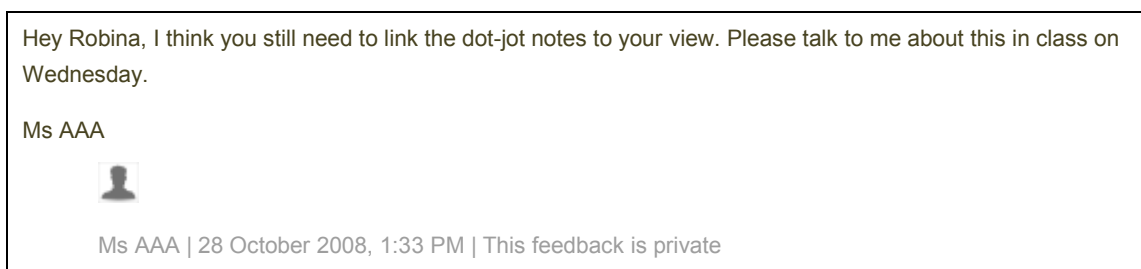 Hey Robina, I think you still need to link the dot-jot notes to your view. Please talk to me about this in class on
Wednesday.
Ms AAA
Ms AAA | 28 October 2008, 1:33 PM | This feedback is private